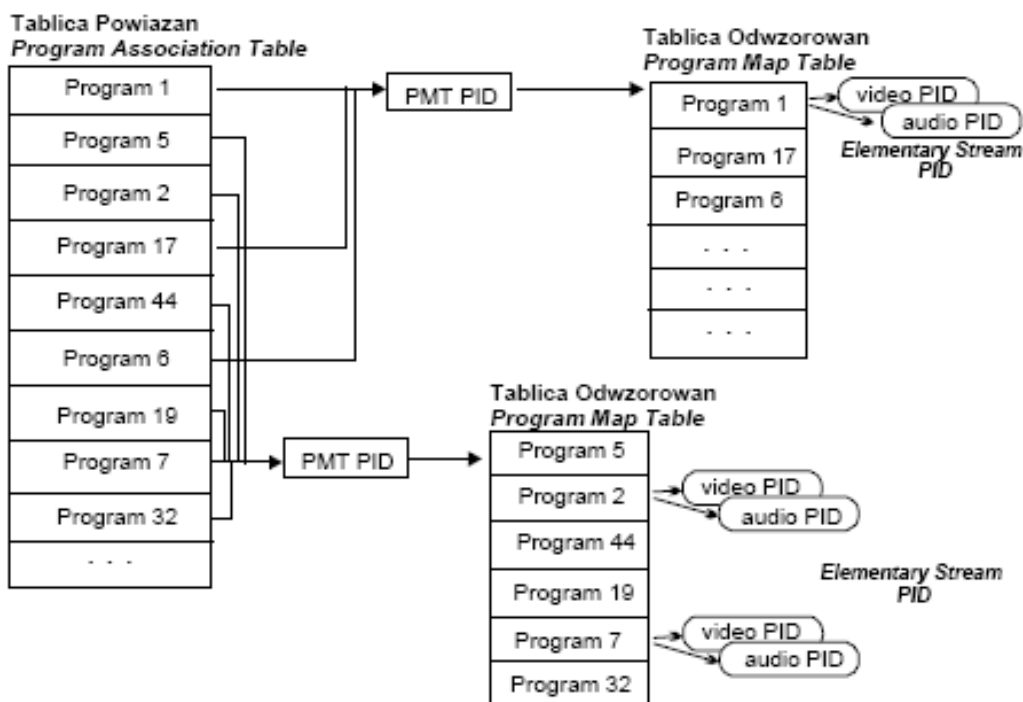 Tablica Powiazan
Program Association Table
Program 1
Program 5
Program 2
Program 17
Program 44
Program 6
Program 19
Program 7
Program 32
- - -
PMT PID
Tablica Odwzorowan
Program Map Table
Program 1
Program 17
Program 6
- - -
- - -
- - -
video PID
audio PID
Elementary Stream
PID
PMT PID
Tablica Odwzorowan
Program Map Table
Program 5
Program 2
Program 44
Program 19
Program 7
Program 32
video PID
audio PID
Elementary Stream
PID
video PID
audio PID